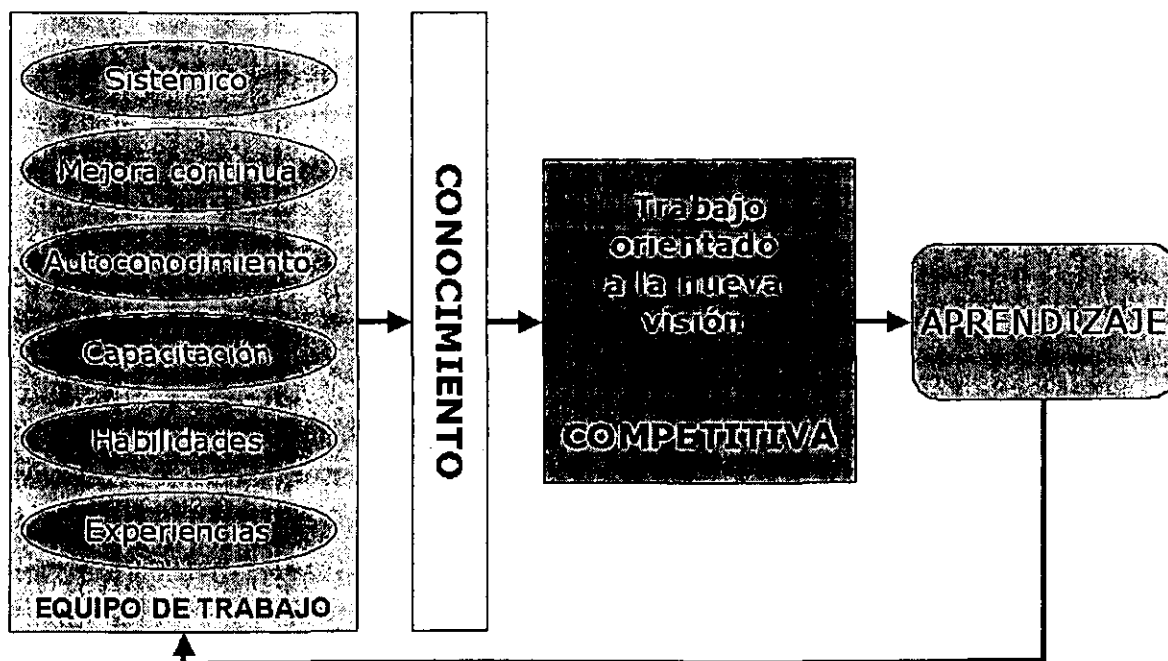 Sistémico
Mejora continua
Autoconocimiento
Capacitación
Habilidades
Experiencias
EQUIPO DE TRABAJO
CONOCIMIENTO
Trabajo
orientado
a la nueva
visión
COMPETITIVA
APRENDIZAJE